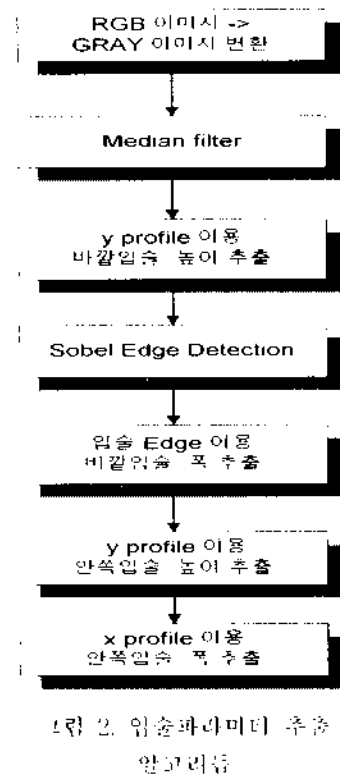 RGB 이미지 ->
GRAY 이미지 변환
Median filter
y profile 이용
바깥입술 높이 추출
Sobel Edge Detection
입술 Edge 이용
바깥입술 폭 추출
y profile 이용
안쪽입술 높이 추출
x profile 이용
안쪽입술 폭 추출
그림 2. 입술파라미터 추출
알고리듬